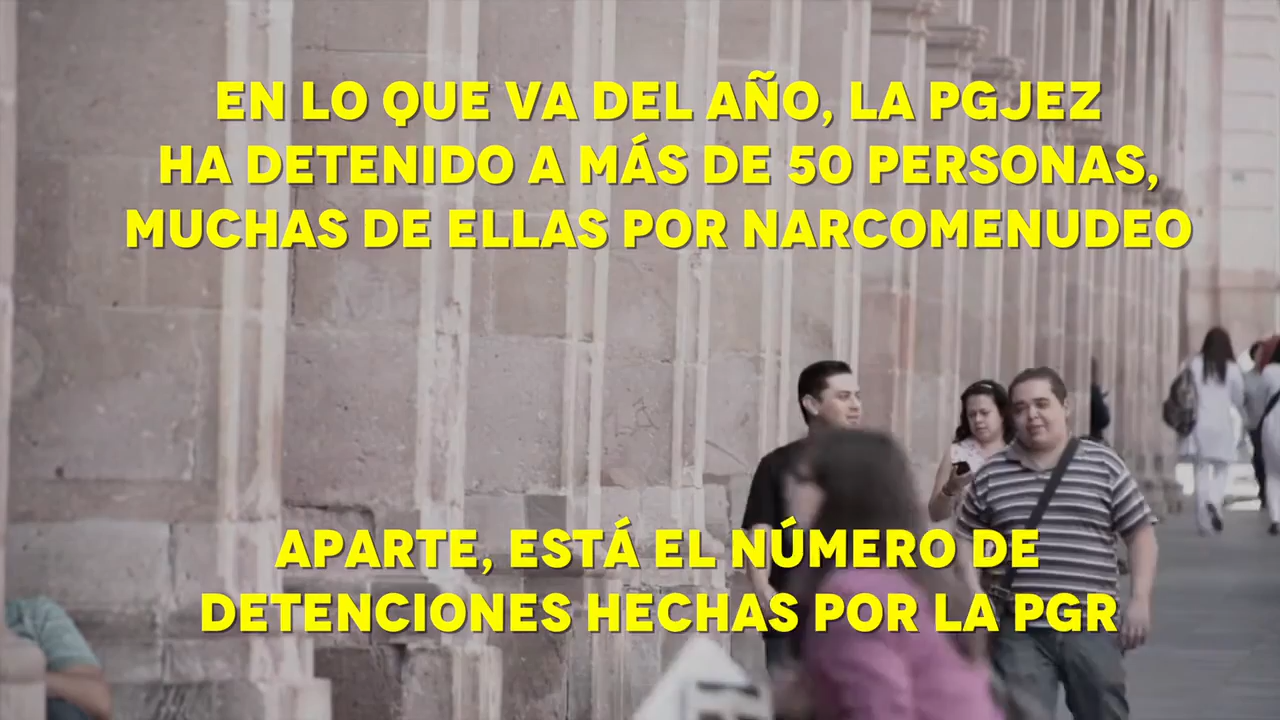 EN LO QUE VA DEL AÑO, LA PGJEZ
HA DETENIDO A MÁS DE 50 PERSONAS,
MUCHAS DE ELLAS POR NARCOMENUDEO
APARTE, ESTÁ EL NÚMERO DE
DETENCIONES HECHAS POR LA PGR